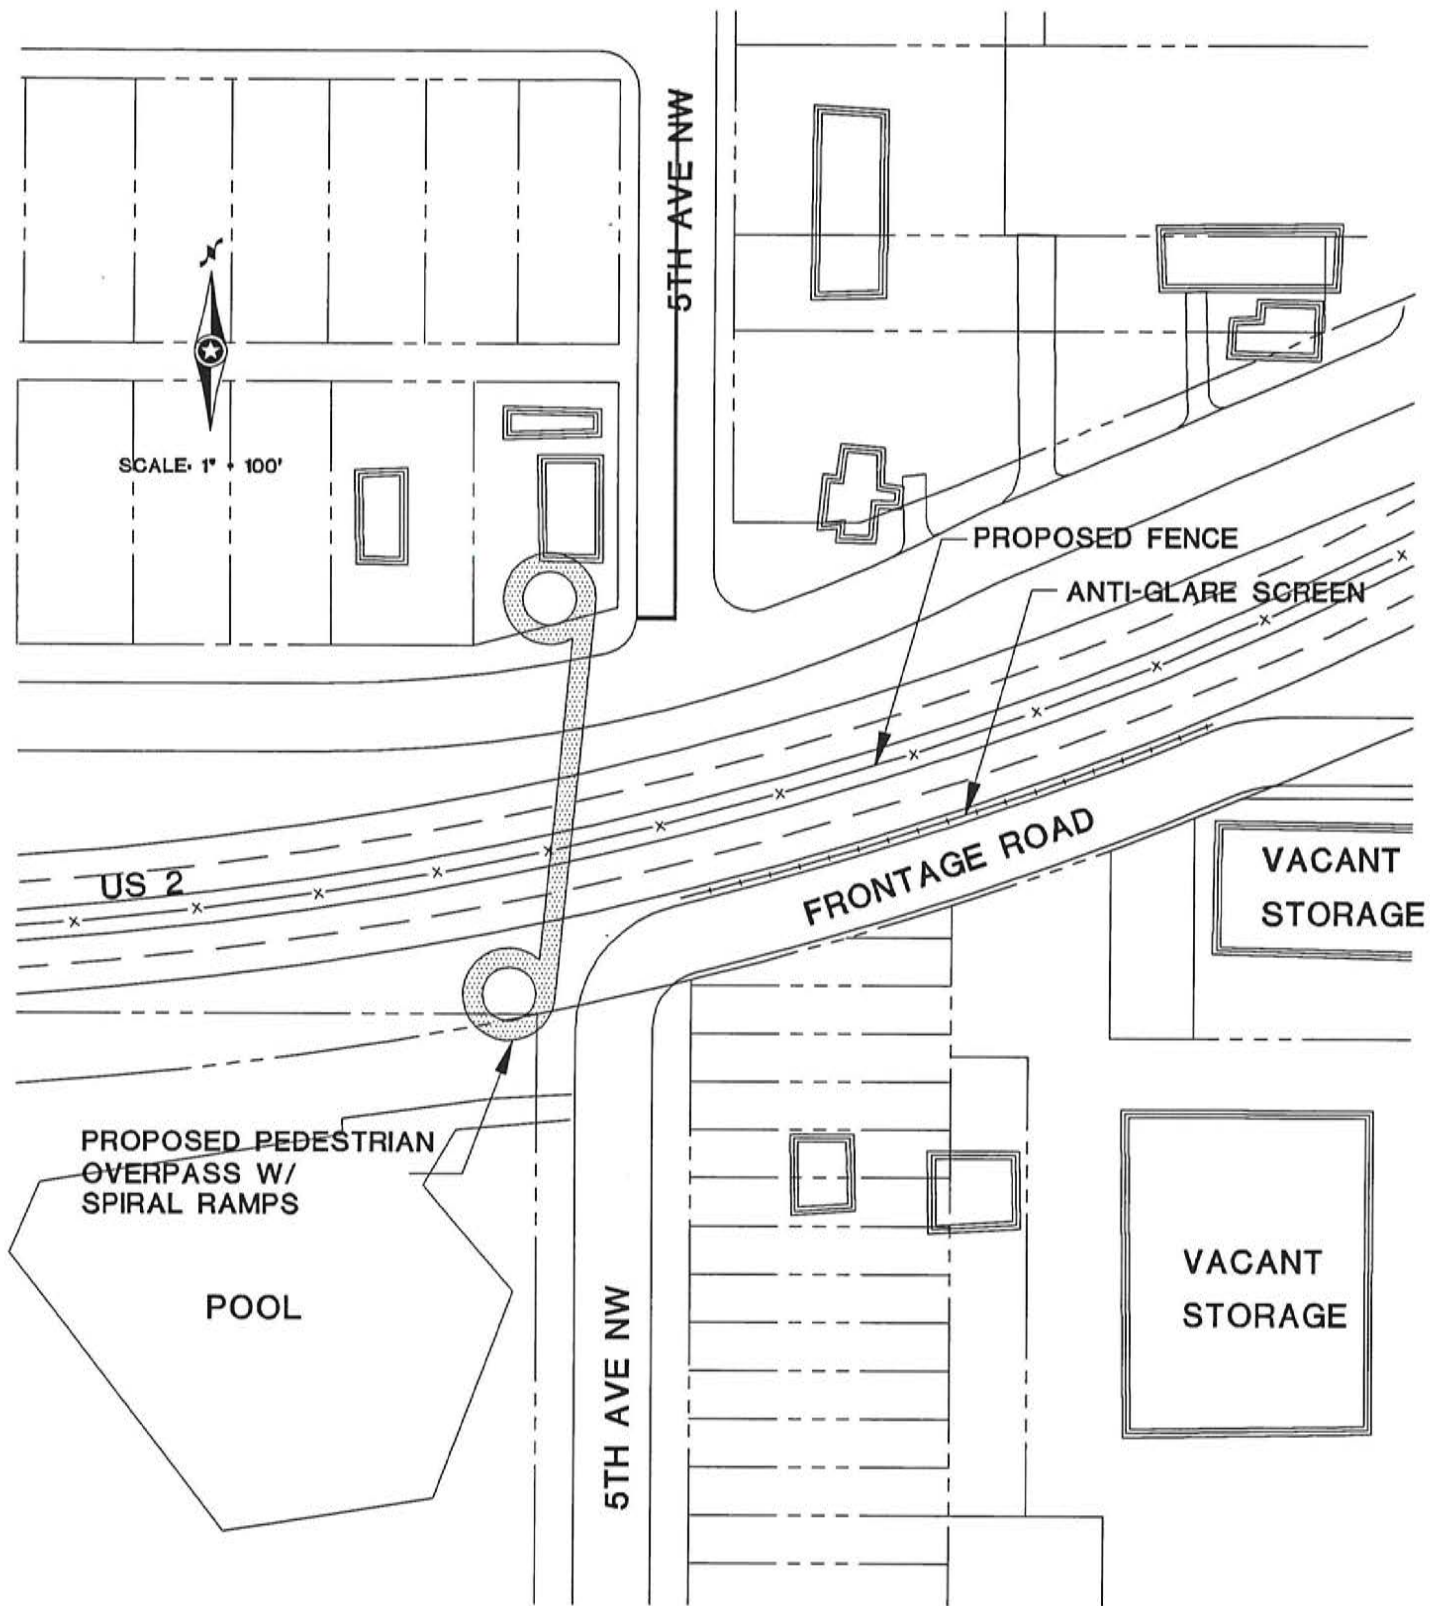 5TH AVE NW
N
SCALE: 1" = 100'
PROPOSED FENCE
ANTI-GLARE SCREEN
US 2
FRONTAGE ROAD
VACANT
STORAGE
PROPOSED PEDESTRIAN
OVERPASS W/
SPIRAL RAMPS
POOL
5TH AVE NW
VACANT
STORAGE